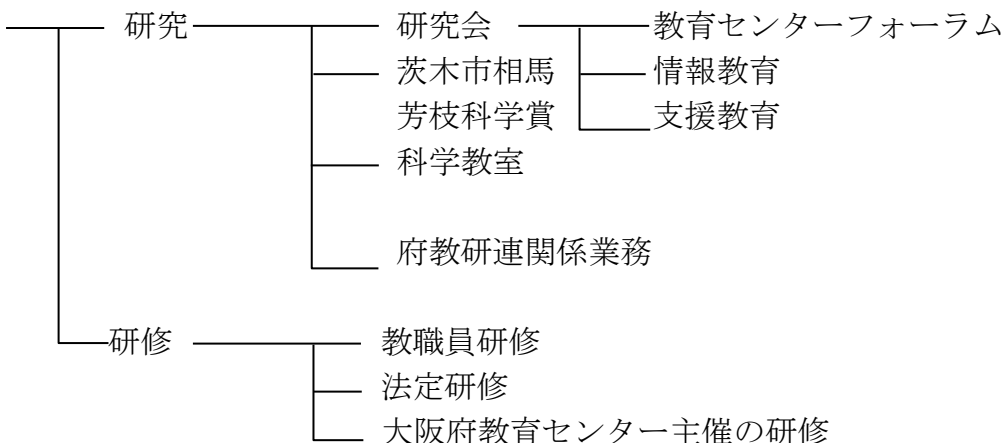 研究 研究会 教育センターフォーラム
茨木市相馬 情報教育
芳枝科学賞 支援教育
科学教室
府教研連関係業務
研修 教職員研修
法定研修
大阪府教育センター主催の研修